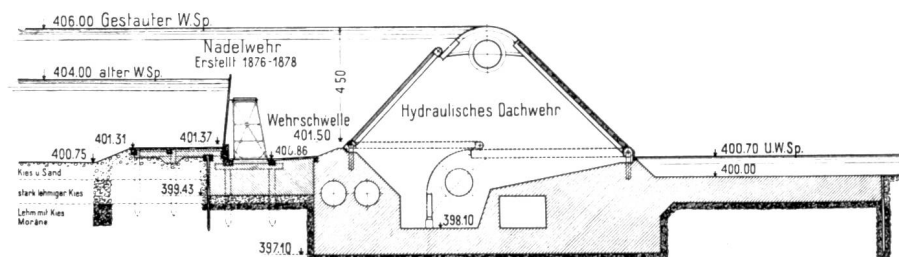 406.00 Gestauter W.Sp.
Nadelwehr
Erstellt 1876-1878
404.00 alter W.Sp.
4.50
Hydraulisches Dachwehr
Wehrschwelle
401.50
401.31
401.37
400.86
400.75
400.70 U.W.Sp.
400.00
Kies u Sand
stark lehmiger Kies
399.43
Lehm mit Kies
Moräne
398.10
397.10